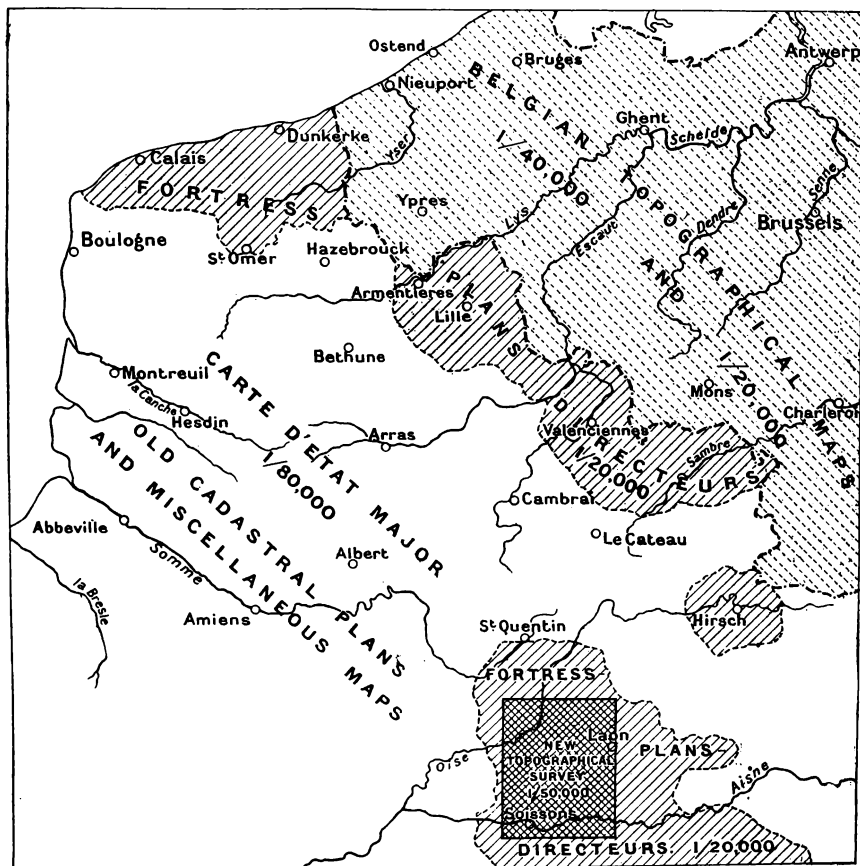 Ostend
Bruges
Antwerp
Nieuport
BELGIAN TOPOGRAPHICAL MAPS
1/40.000
AND
1/20,000
Ghent
Schelde
Dunkerke
Calais
Yser
FORTRESS
Ypres
Lys
Escaut
Dendre
Senne
Brussels
Boulogne
St Omer
Hazebrouck
Armentieres
PLANS
Lille
Bethune
Montreuil
la Canche
Hesdin
CARTE D'ETAT MAJOR
1/80,000
Mons
Charleroi
DIRECTEURS
1/20.000
Valenciennes
Sambre
Arras
OLD CADASTRAL PLANS
AND MISCELLANEOUS MAPS
Cambrai
Le Cateau
Abbeville
Somme
Albert
la Bresle
Amiens
St Quentin
Hirsch
FORTRESS
PLANS
Laon
Oise
NEW
TOPOGRAPHICAL
SURVEY
1/50.000
Aisne
Soissons
DIRECTEURS 1/20,000